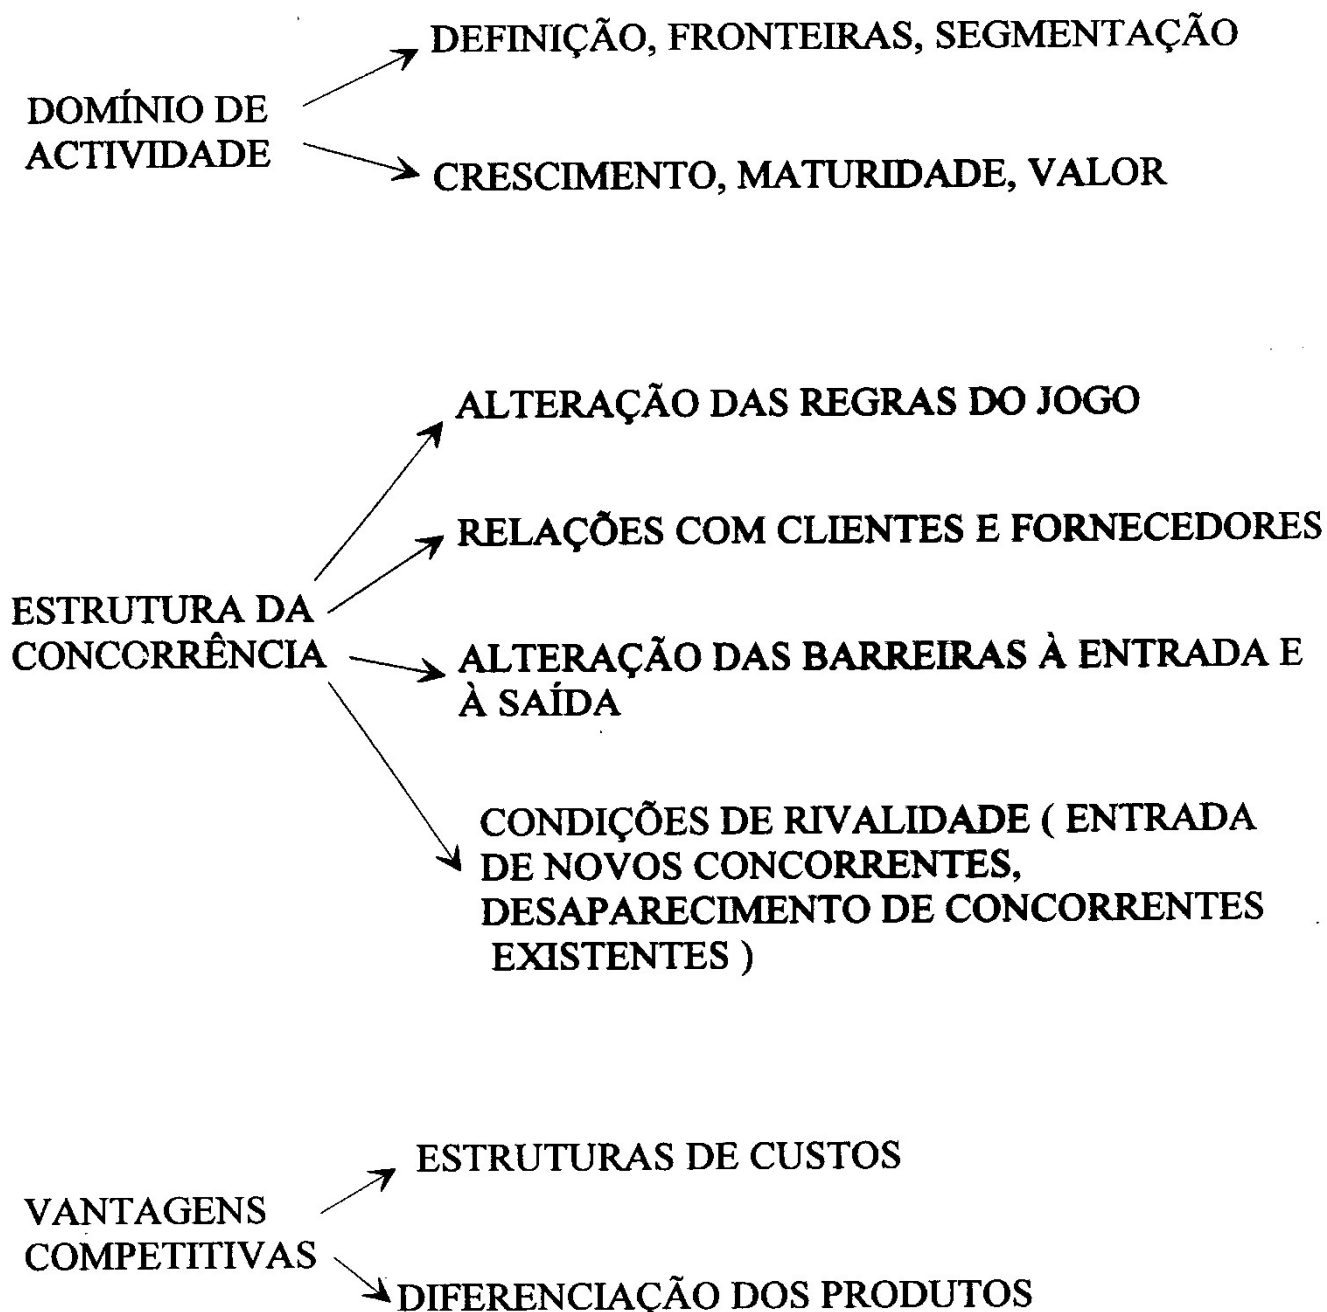 DEFINIÇÃO, FRONTEIRAS, SEGMENTAÇÃO
DOMÍNIO DE
ACTIVIDADE
CRESCIMENTO, MATURIDADE, VALOR
ALTERAÇÃO DAS REGRAS DO JOGO
RELAÇÕES COM CLIENTES E FORNECEDORES
ESTRUTURA DA
CONCORRÊNCIA
ALTERAÇÃO DAS BARREIRAS À ENTRADA E
À SAÍDA
CONDIÇÕES DE RIVALIDADE ( ENTRADA
DE NOVOS CONCORRENTES,
DESAPARECIMENTO DE CONCORRENTES
EXISTENTES )
ESTRUTURAS DE CUSTOS
VANTAGENS
COMPETITIVAS
DIFERENCIAÇÃO DOS PRODUTOS